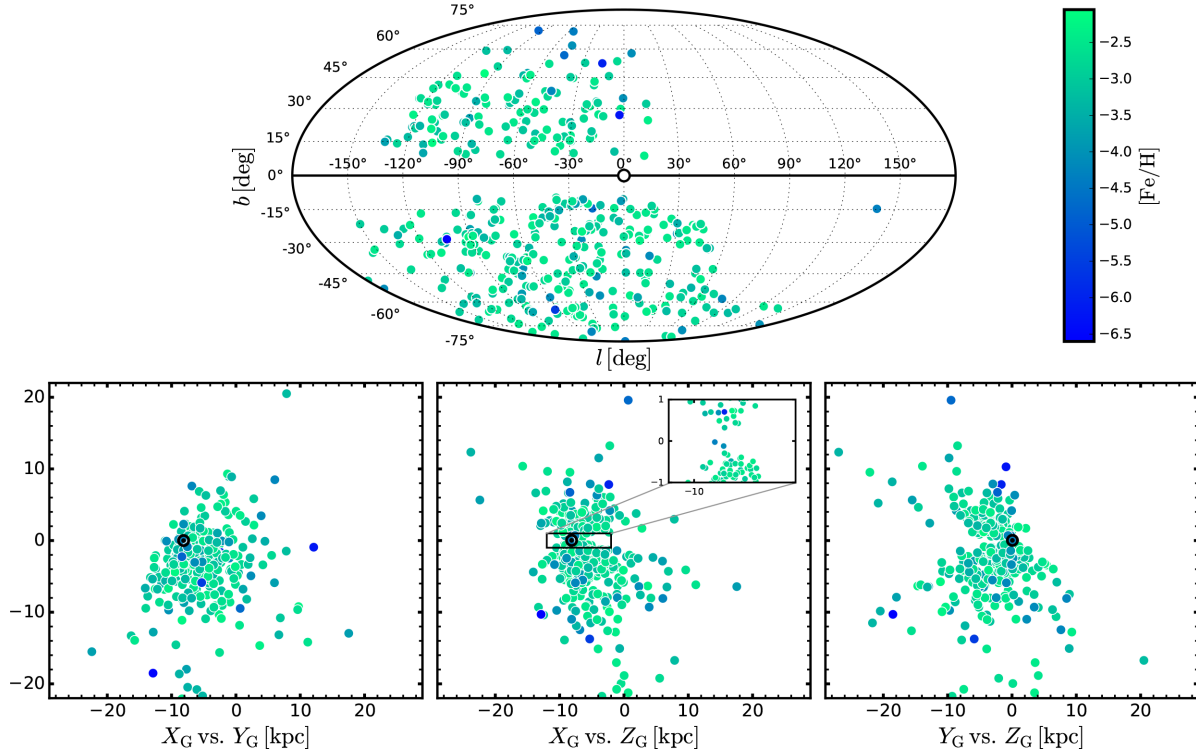 75°
60°
45°
30°
15°
0°
-15°
-30°
-45°
-60°
-75°
-150° -120° -90° -60° -30° 0° 30° 60° 90° 120° 150°
b [deg]
l [deg]
−2.5
−3.0
−3.5
−4.0
−4.5
−5.0
−5.5
−6.0
−6.5
[Fe/H]
20
10
0
−10
−20
−20 −10 0 10 20
X_G vs. Y_G [kpc]
1
0
−1
−10
−20 −10 0 10 20
X_G vs. Z_G [kpc]
−20 −10 0 10 20
Y_G vs. Z_G [kpc]